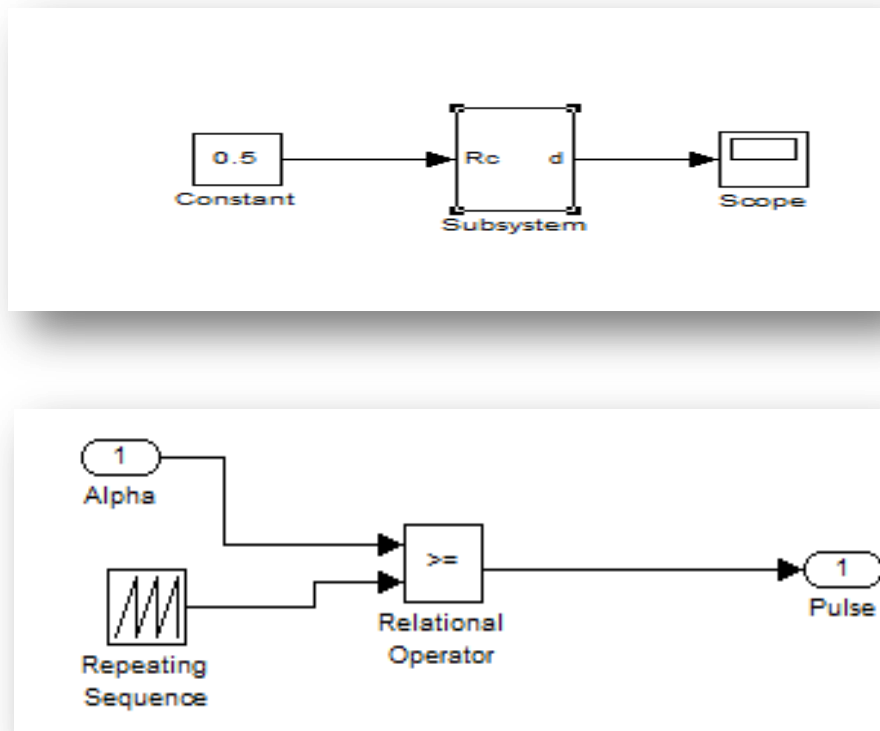 0.5
Constant
Rc
d
Subsystem
Scope
1
Alpha
>=
Relational
Operator
Repeating
Sequence
1
Pulse